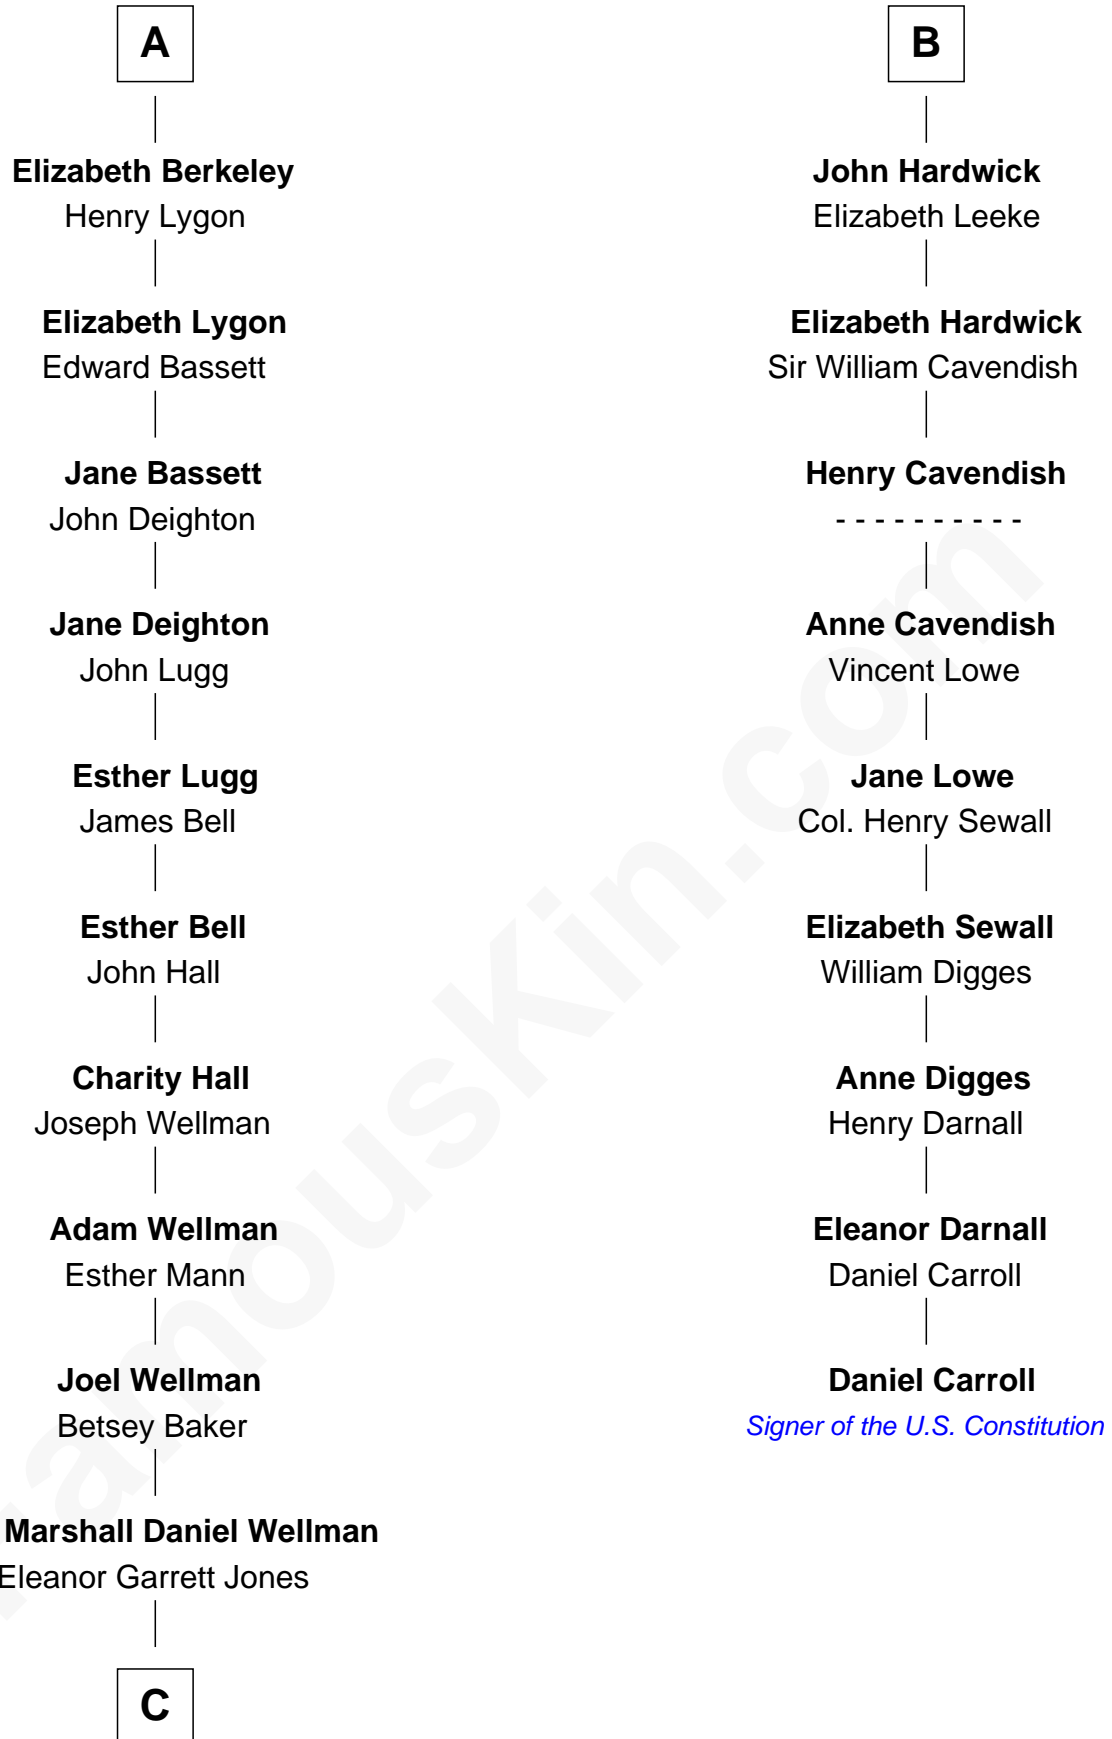 A
Elizabeth Berkeley
Henry Lygon
Elizabeth Lygon
Edward Bassett
Jane Bassett
John Deighton
Jane Deighton
John Lugg
Esther Lugg
James Bell
Esther Bell
John Hall
Charity Hall
Joseph Wellman
Adam Wellman
Esther Mann
Joel Wellman
Betsey Baker
Marshall Daniel Wellman
Eleanor Garrett Jones
C
B
John Hardwick
Elizabeth Leeke
Elizabeth Hardwick
Sir William Cavendish
Henry Cavendish
- - - - - - - - - -
Anne Cavendish
Vincent Lowe
Jane Lowe
Col. Henry Sewall
Elizabeth Sewall
William Digges
Anne Digges
Henry Darnall
Eleanor Darnall
Daniel Carroll
Daniel Carroll
Signer of the U.S. Constitution
FamousKin.com